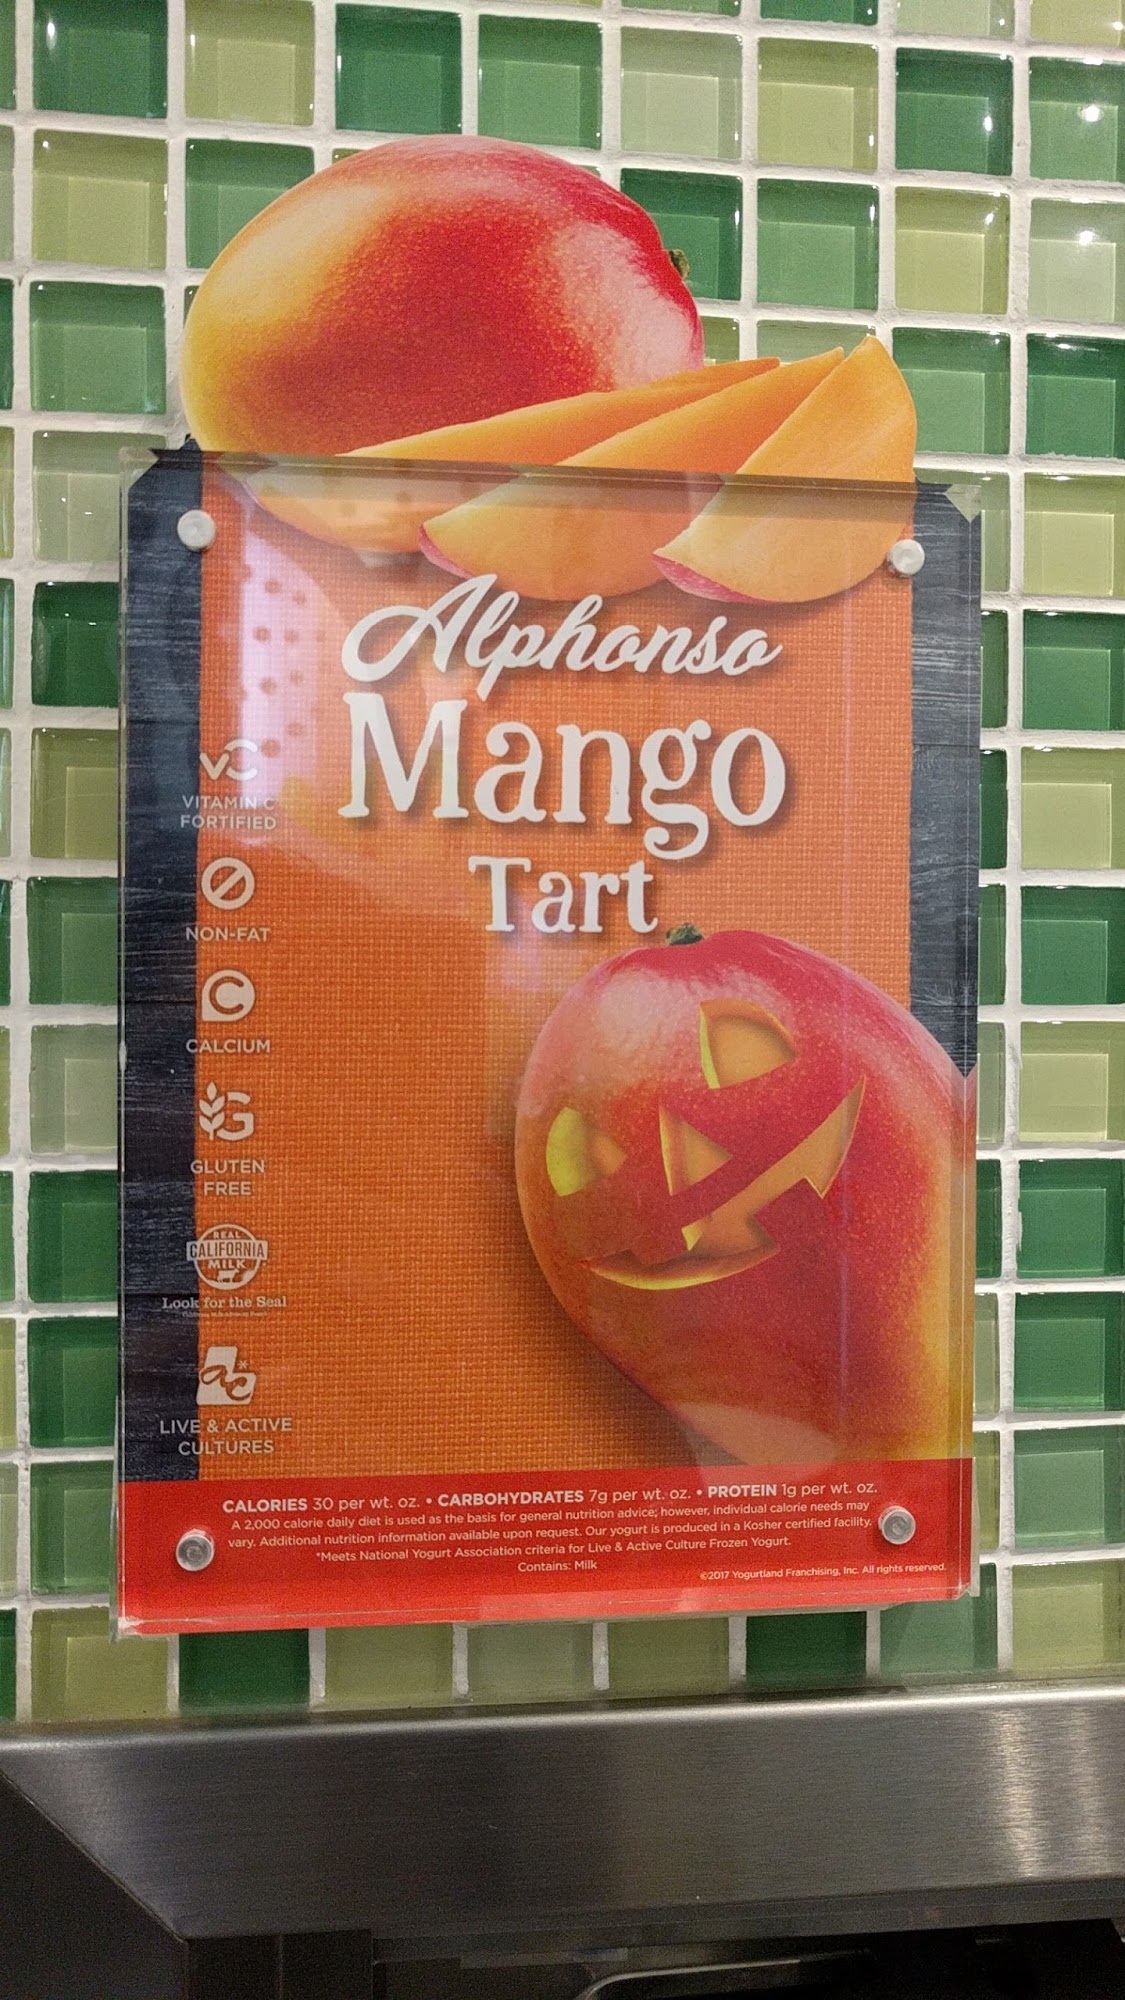 Alphonso
Mango
Tart
VC
VITAMIN C
FORTIFIED
NON-FAT
C
CALCIUM
G
GLUTEN
FREE
REAL
CALIFORNIA
MILK
Look for the Seal
ac*
LIVE & ACTIVE
CULTURES
CALORIES 30 per wt. oz. • CARBOHYDRATES 7g per wt. oz. • PROTEIN 1g per wt. oz.
A 2,000 calorie daily diet is used as the basis for general nutrition advice; however, individual calorie needs may
vary. Additional nutrition information available upon request. Our yogurt is produced in a Kosher certified facility.
*Meets National Yogurt Association criteria for Live & Active Culture Frozen Yogurt.
Contains: Milk
©2017 Yogurtland Franchising, Inc. All rights reserved.